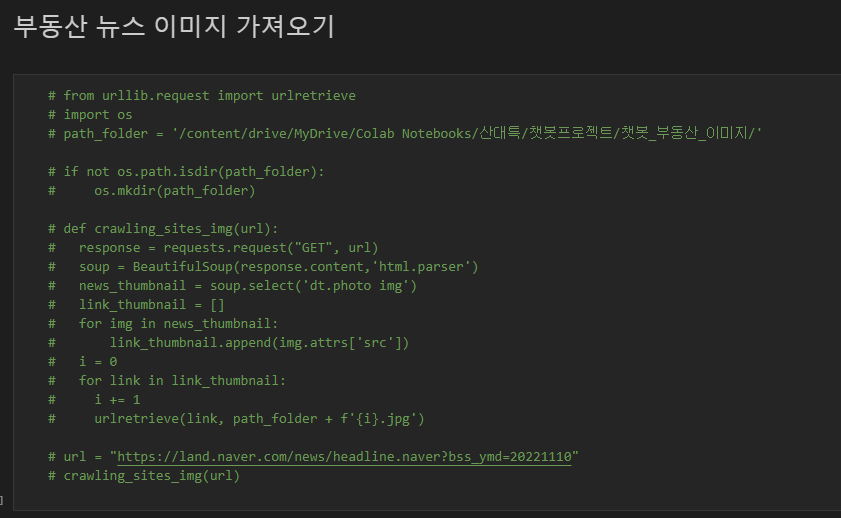 부동산 뉴스 이미지 가져오기
# from urllib.request import urlretrieve
# import os
# path_folder = '/content/drive/MyDrive/Colab Notebooks/산대특/챗봇프로젝트/챗봇_부동산_이미지/'
# if not os.path.isdir(path_folder):
#     os.mkdir(path_folder)
# def crawling_sites_img(url):
#   response = requests.request("GET", url)
#   soup = BeautifulSoup(response.content,'html.parser')
#   news_thumbnail = soup.select('dt.photo img')
#   link_thumbnail = []
#   for img in news_thumbnail:
#       link_thumbnail.append(img.attrs['src'])
#   i = 0
#   for link in link_thumbnail:
#     i += 1
#     urlretrieve(link, path_folder + f'{i}.jpg')
# url = "https://land.naver.com/news/headline.naver?bss_ymd=20221110"
# crawling_sites_img(url)
]